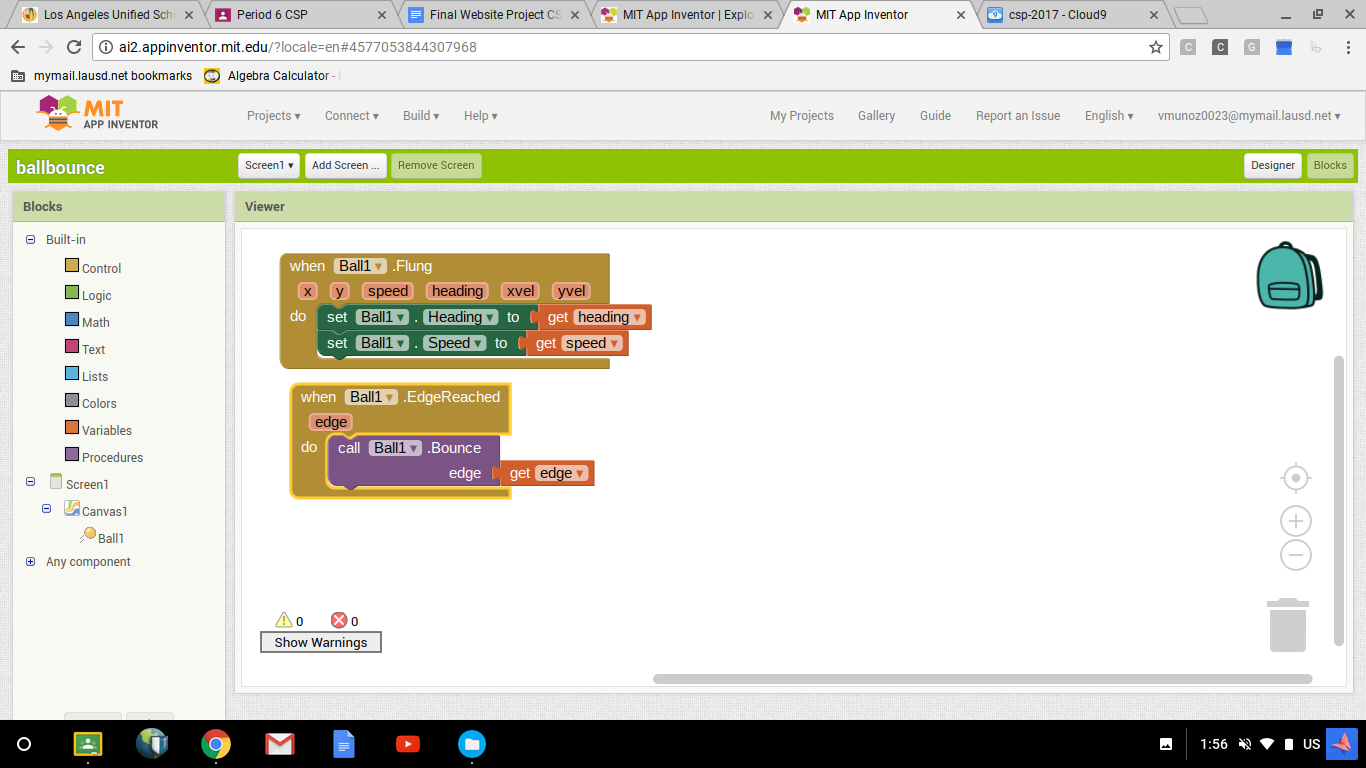 Los Angeles Unified Sch
Period 6 CSP
Final Website Project CS
MIT App Inventor | Explo
MIT App Inventor
csp-2017 - Cloud9
ai2.appinventor.mit.edu/?locale=en#4577053844307968
C C G
mymail.lausd.net bookmarks
Algebra Calculator -
MIT
APP INVENTOR
Projects ▾ Connect ▾ Build ▾ Help ▾
My Projects Gallery Guide Report an Issue English ▾ vmunoz0023@mymail.lausd.net ▾
ballbounce
Screen1 ▾ Add Screen ... Remove Screen
Designer Blocks
Blocks
Viewer
Built-in
Control
Logic
Math
Text
Lists
Colors
Variables
Procedures
Screen1
Canvas1
Ball1
Any component
when Ball1 ▾ .Flung
x y speed heading xvel yvel
do set Ball1 ▾ . Heading ▾ to get heading ▾
set Ball1 ▾ . Speed ▾ to get speed ▾
when Ball1 ▾ .EdgeReached
edge
do call Ball1 ▾ .Bounce
edge get edge ▾
0 0
Show Warnings
1:56 US